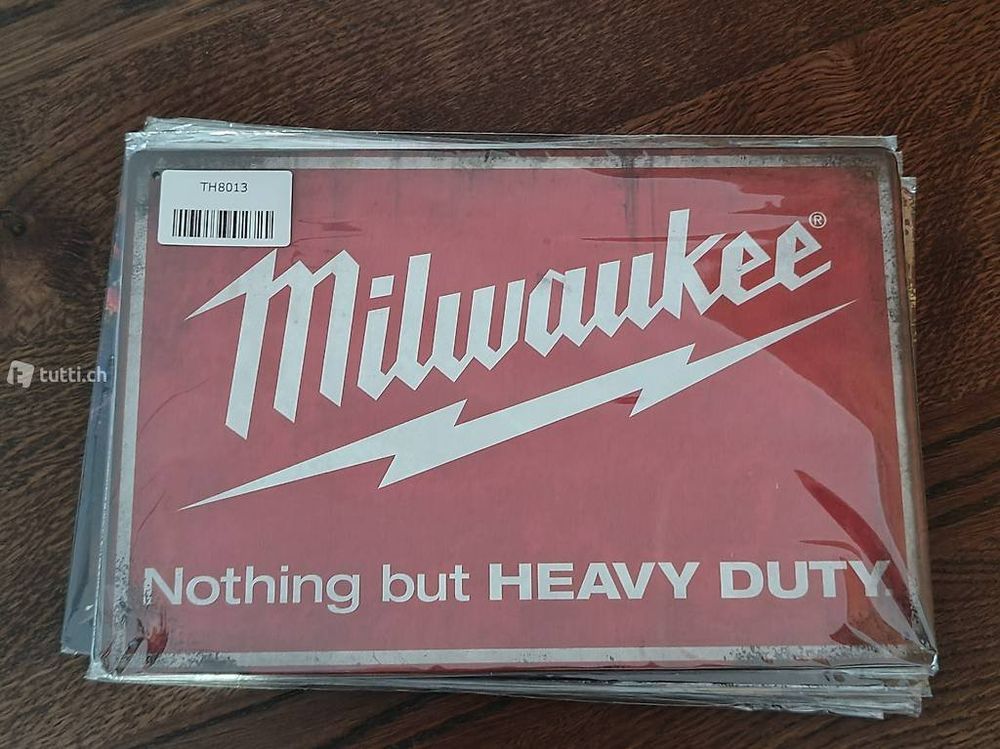 TH8013
Milwaukee®
Nothing but HEAVY DUTY.
tutti.ch